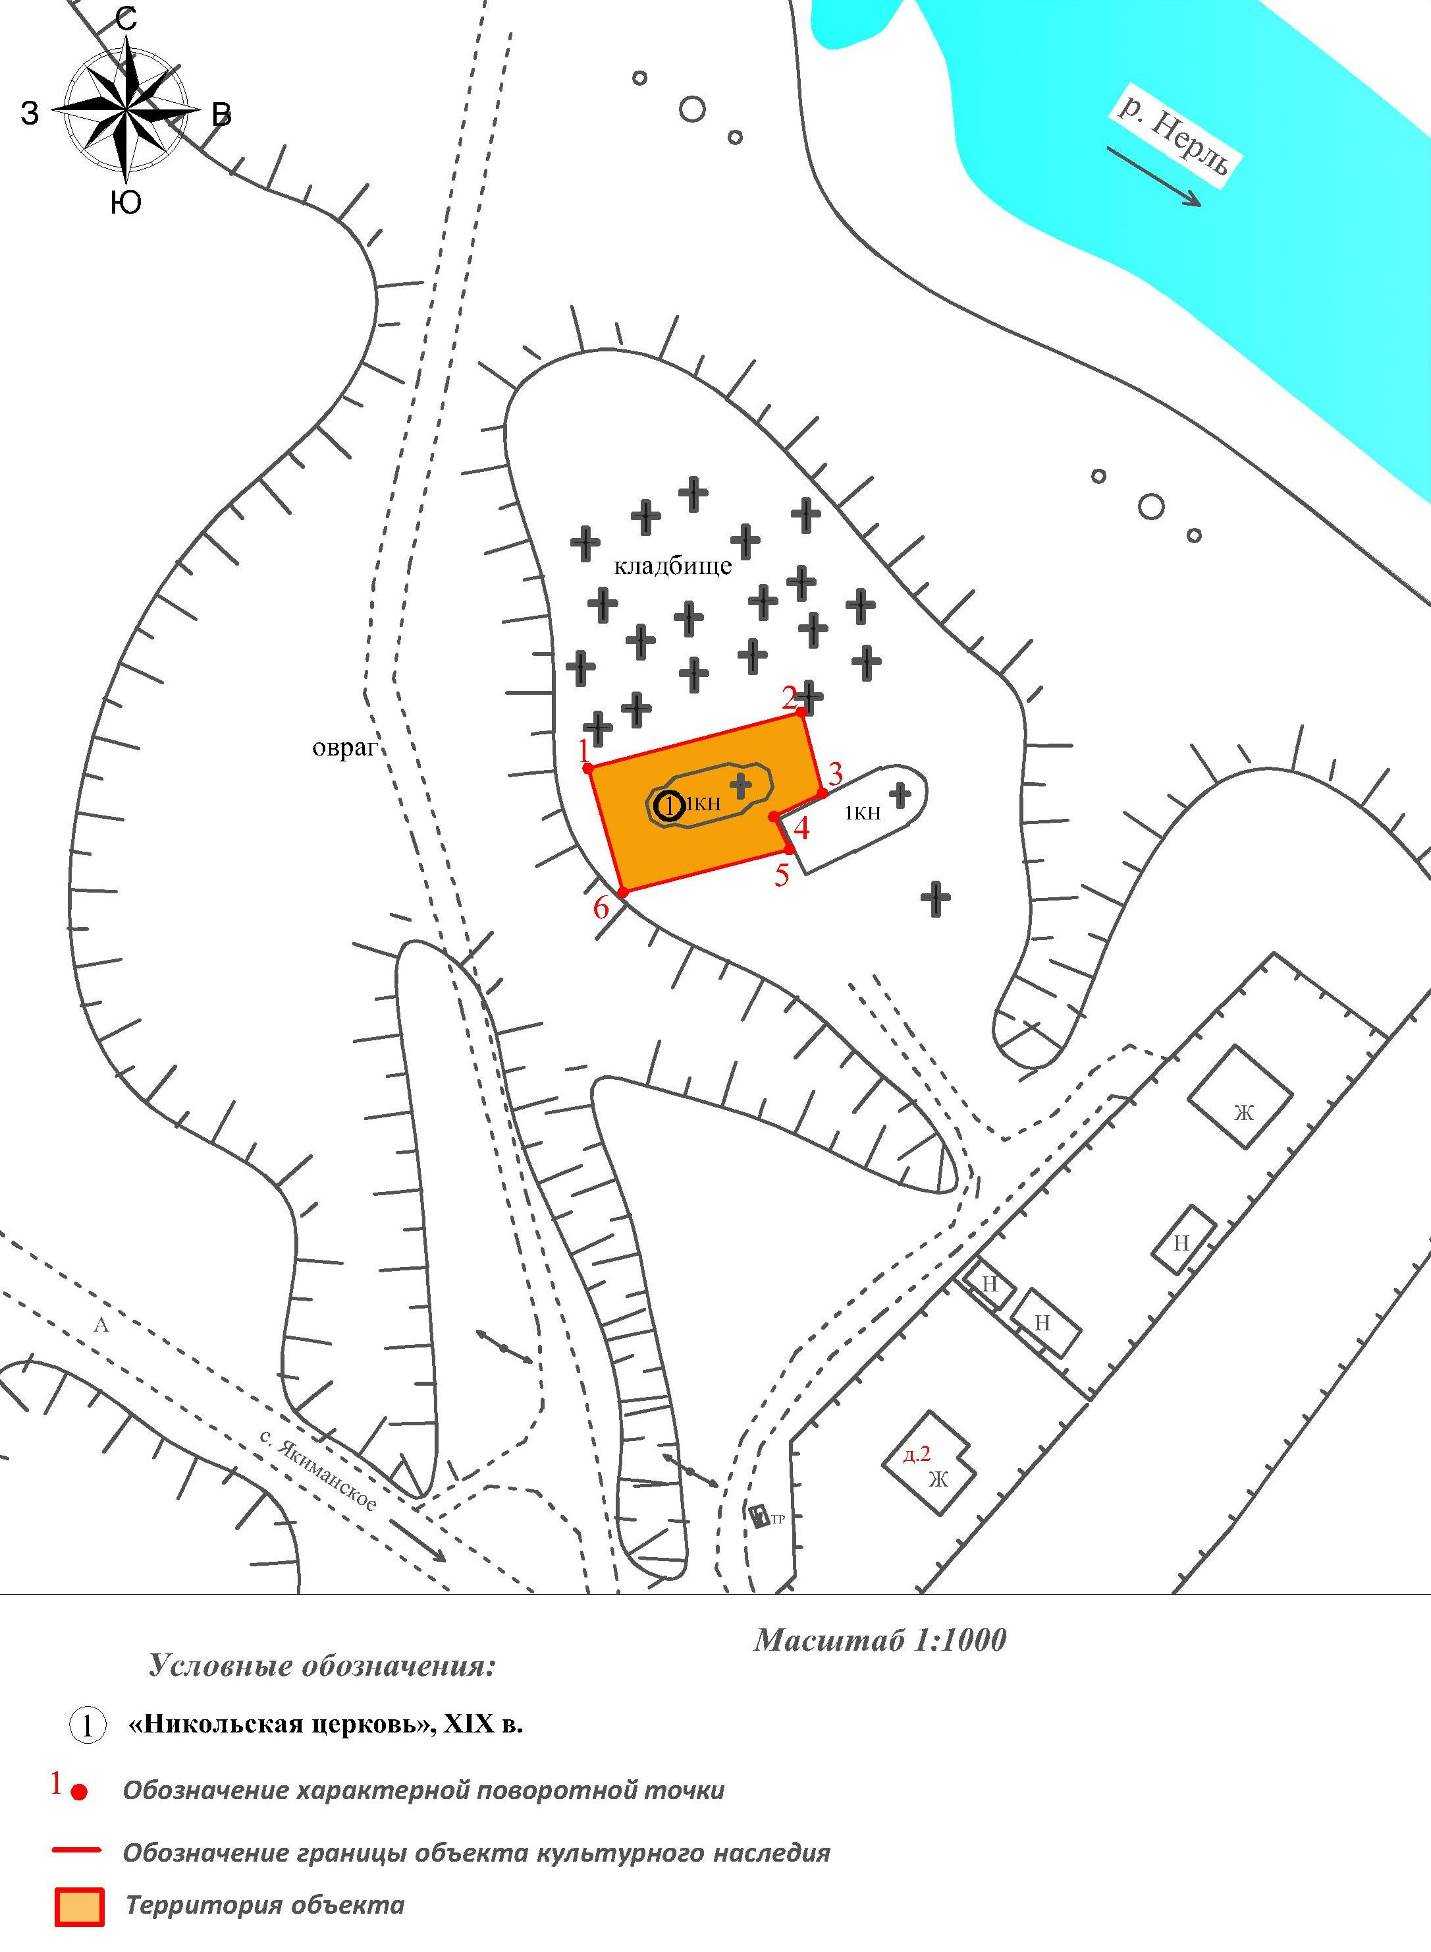 С
З
В
Ю
р. Нерль
кладбище
овраг
1
2
3
4
5
6
1
1КН
1КН
Ж
Н
Н
Н
д.2
Ж
ТР
А
с. Якиманское
Масштаб 1:1000
Условные обозначения:
1 «Никольская церковь», XIX в.
1 Обозначение характерной поворотной точки
Обозначение границы объекта культурного наследия
Территория объекта